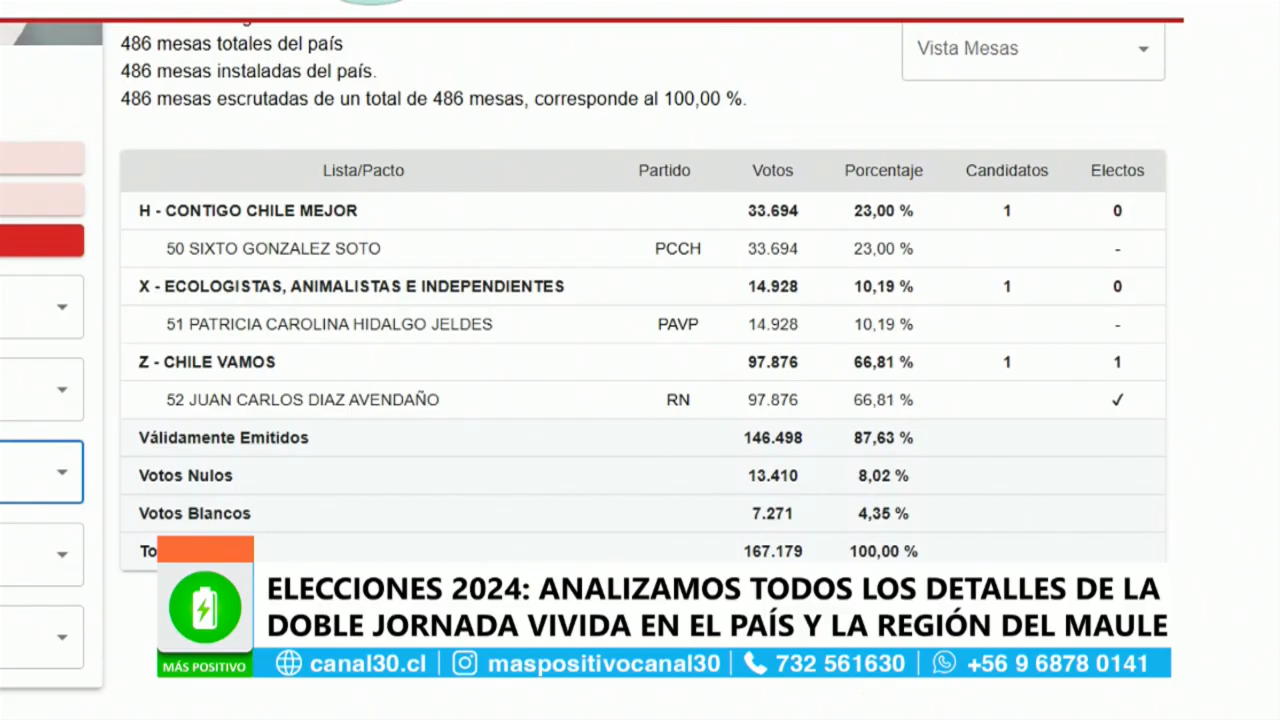 486 mesas totales del país
486 mesas instaladas del país.
486 mesas escrutadas de un total de 486 mesas, corresponde al 100,00 %.
Vista Mesas
Lista/Pacto Partido Votos Porcentaje Candidatos Electos
H - CONTIGO CHILE MEJOR 33.694 23,00 % 1 0
50 SIXTO GONZALEZ SOTO PCCH 33.694 23,00 % -
X - ECOLOGISTAS, ANIMALISTAS E INDEPENDIENTES 14.928 10,19 % 1 0
51 PATRICIA CAROLINA HIDALGO JELDES PAVP 14.928 10,19 % -
Z - CHILE VAMOS 97.876 66,81 % 1 1
52 JUAN CARLOS DIAZ AVENDAÑO RN 97.876 66,81 % ✓
Válidamente Emitidos 146.498 87,63 %
Votos Nulos 13.410 8,02 %
Votos Blancos 7.271 4,35 %
167.179 100,00 %
ELECCIONES 2024: ANALIZAMOS TODOS LOS DETALLES DE LA
DOBLE JORNADA VIVIDA EN EL PAÍS Y LA REGIÓN DEL MAULE
MÁS POSITIVO
canal30.cl | maspositivocanal30 | 732 561630 | +56 9 6878 0141